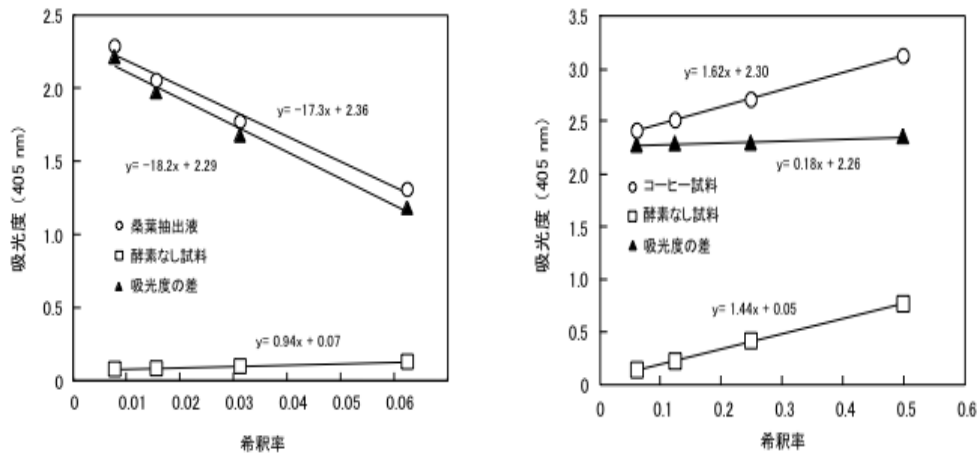 2.5
2.0
1.5
1.0
0.5
0
吸光度（405 nm）
y= −17.3x + 2.36
y= −18.2x + 2.29
桑葉抽出液
酵素なし試料
吸光度の差
y= 0.94x + 0.07
0 0.01 0.02 0.03 0.04 0.05 0.06
希釈率
3.5
3.0
2.5
2.0
1.5
1.0
0.5
0
吸光度（405 nm）
y= 1.62x + 2.30
y= 0.18x + 2.26
コーヒー試料
酵素なし試料
吸光度の差
y= 1.44x + 0.05
0 0.1 0.2 0.3 0.4 0.5 0.6
希釈率